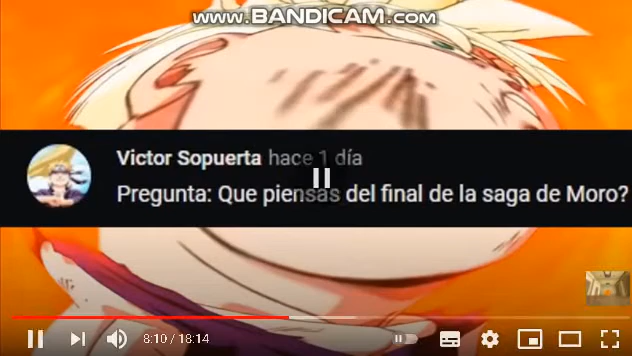 www.BANDICAM.com
Victor Sopuerta hace 1 día
Pregunta: Que piensas del final de la saga de Moro?
8:10 / 18:14